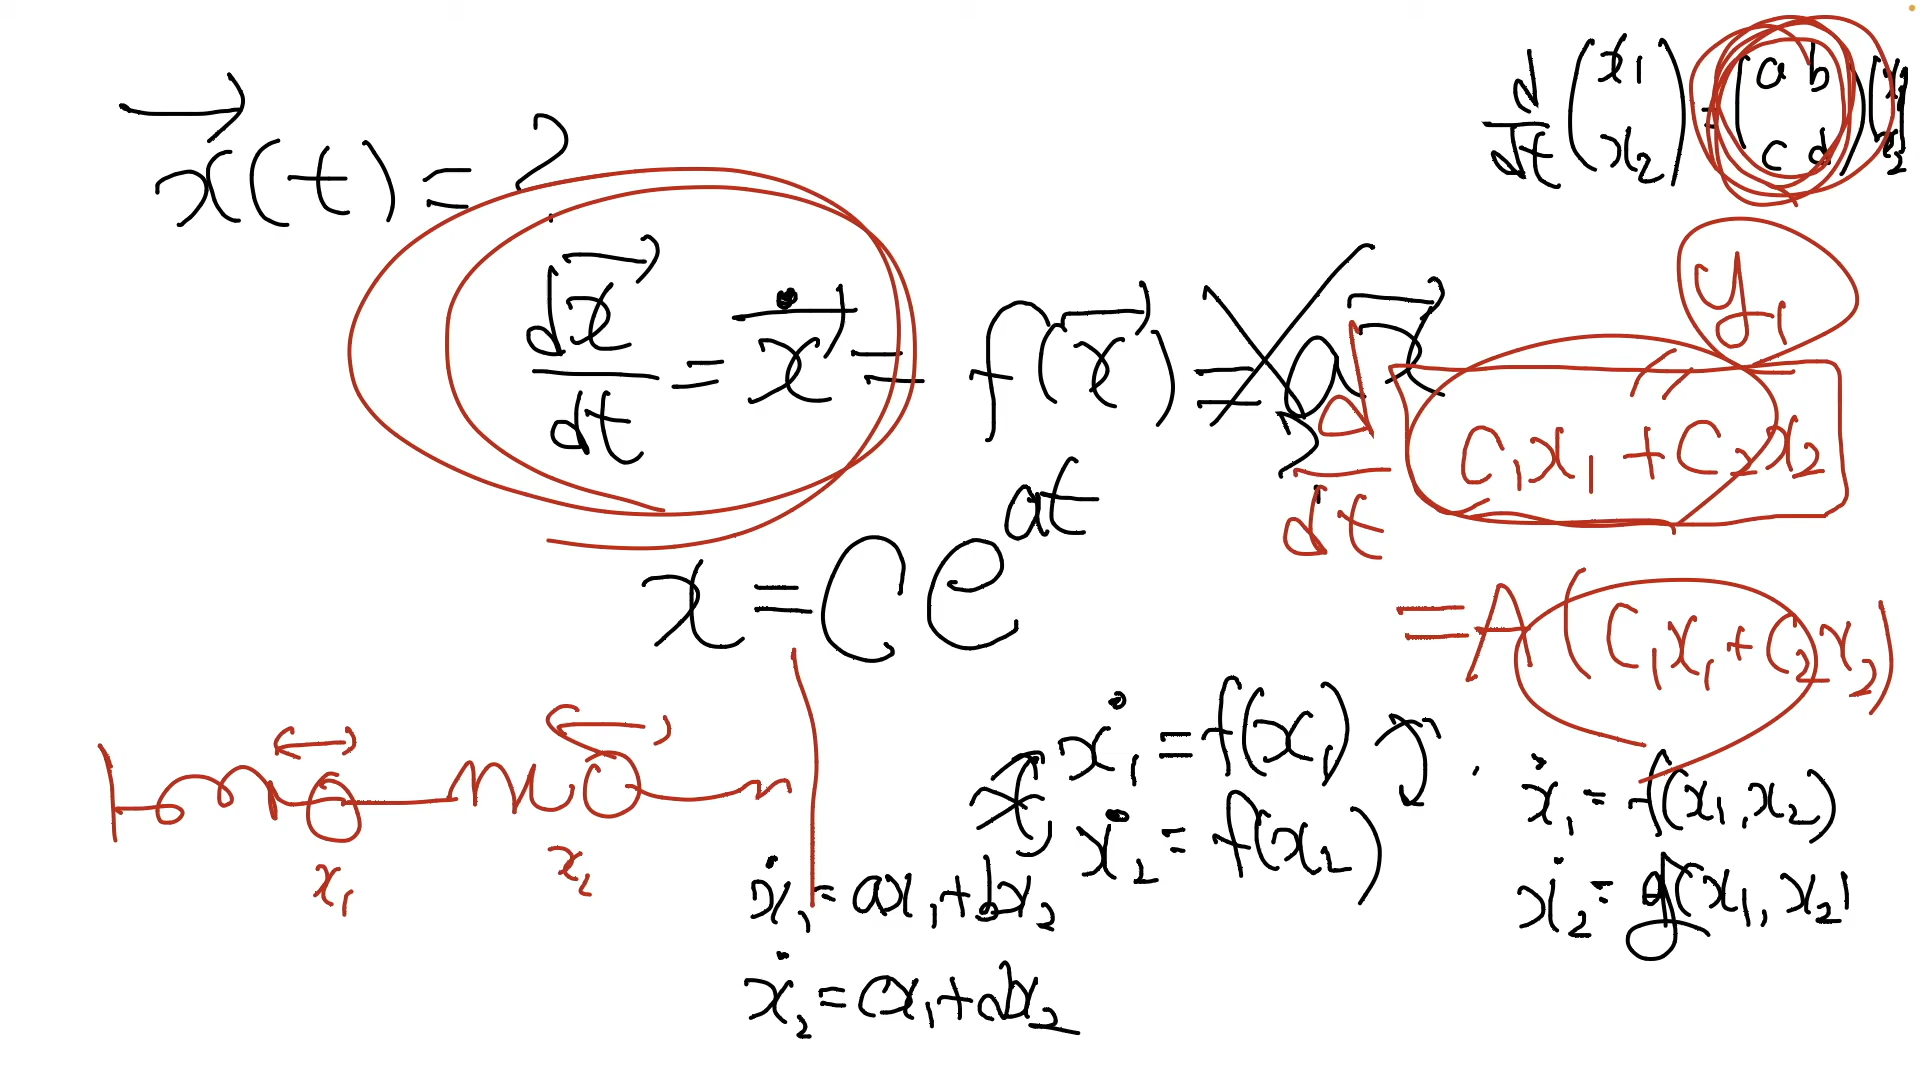 x⃗(t) = ?
dx⃗/dt = ẋ⃗ = f(x⃗) = ax⃗
x = Ce^{at}
d/dt (x₁ x₂) = (a b c d)(x₁ x₂)
y₁
d/dt (C₁x₁ + C₂x₂)
= A(C₁x₁ + C₂x₂)
x₁ x₂
ẋ₁ = f(x₁)
ẋ₂ = f(x₂)
ẋ₁ = f(x₁, x₂)
ẋ₂ = g(x₁, x₂)
ẋ₁ = ax₁ + bx₂
ẋ₂ = cx₁ + dx₂